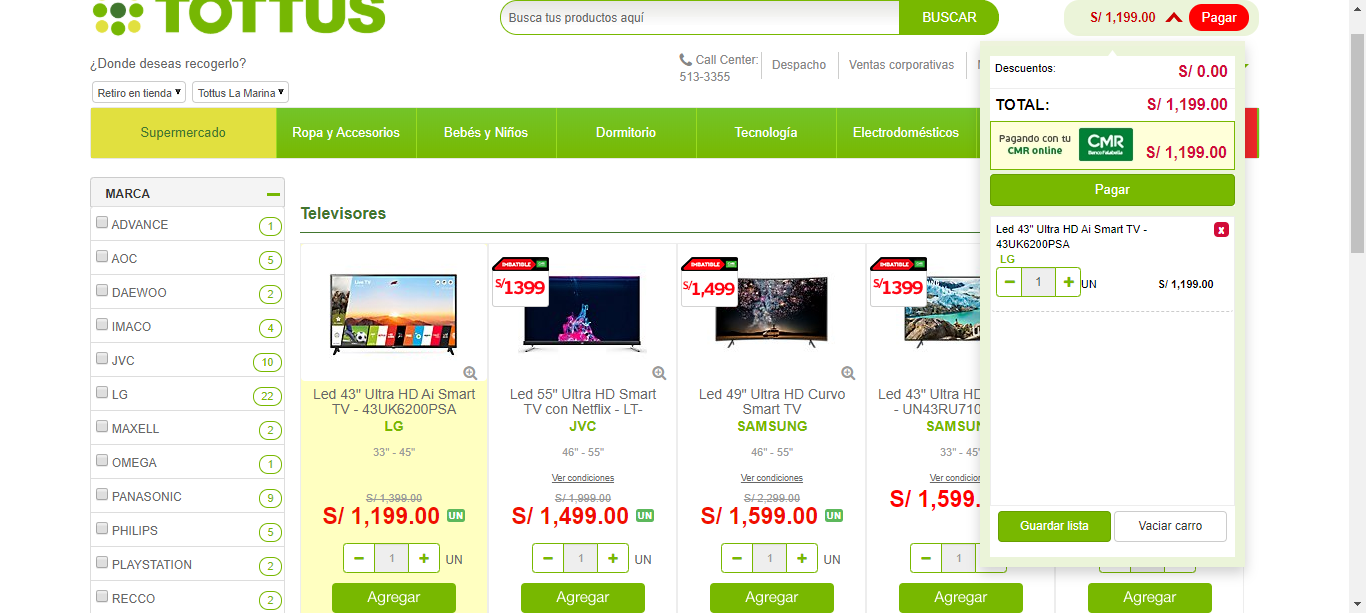 TOTTUS
Busca tus productos aquí
BUSCAR
S/ 1,199.00
Pagar
¿Donde deseas recogerlo?
Retiro en tienda
Tottus La Marina
Call Center:
513-3355
Despacho
Ventas corporativas
Supermercado
Ropa y Accesorios
Bebés y Niños
Dormitorio
Tecnología
Electrodomésticos
Descuentos:
S/ 0.00
TOTAL:
S/ 1,199.00
Pagando con tu
CMR online
CMR
Banco Falabella
S/ 1,199.00
Pagar
Led 43" Ultra HD Ai Smart TV -
43UK6200PSA
x
LG
− 1 + UN
S/ 1,199.00
Guardar lista
Vaciar carro
MARCA
ADVANCE 1
AOC 5
DAEWOO 2
IMACO 4
JVC 10
LG 22
MAXELL 2
OMEGA 1
PANASONIC 9
PHILIPS 5
PLAYSTATION 2
RECCO 2
Televisores
Led 43" Ultra HD Ai Smart
TV - 43UK6200PSA
LG
33" - 45"
S/ 1,399.00
S/ 1,199.00 UN
− 1 + UN
Agregar
IMBATIBLE
S/1399
Led 55" Ultra HD Smart
TV con Netflix - LT-
JVC
46" - 55"
Ver condiciones
S/ 1,999.00
S/ 1,499.00 UN
− 1 + UN
Agregar
IMBATIBLE
S/1,499
Led 49" Ultra HD Curvo
Smart TV
SAMSUNG
46" - 55"
Ver condiciones
S/ 2,299.00
S/ 1,599.00 UN
− 1 + UN
Agregar
IMBATIBLE
S/1399
Led 43" Ultra HD
- UN43RU710
SAMSUN
33" - 45
Ver condicion
S/ 1,599.
− 1
Agregar
Agregar